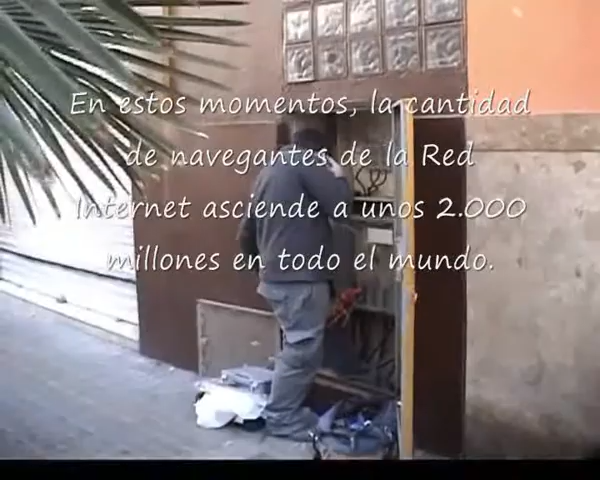 En estos momentos, la cantidad
de navegantes de la Red
Internet asciende a unos 2.000
millones en todo el mundo.